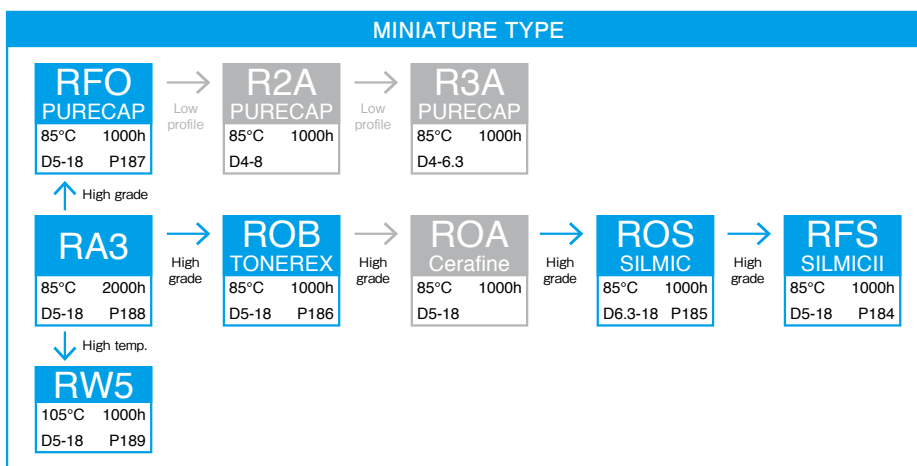 MINIATURE TYPE
RFO
PURECAP
85°C 1000h
D5-18 P187
Low
profile
R2A
PURECAP
85°C 1000h
D4-8
Low
profile
R3A
PURECAP
85°C 1000h
D4-6.3
High grade
RA3
85°C 2000h
D5-18 P188
High
grade
ROB
TONEREX
85°C 1000h
D5-18 P186
High
grade
ROA
Cerafine
85°C 1000h
D5-18
High
grade
ROS
SILMIC
85°C 1000h
D6.3-18 P185
High
grade
RFS
SILMICII
85°C 1000h
D5-18 P184
High temp.
RW5
105°C 1000h
D5-18 P189